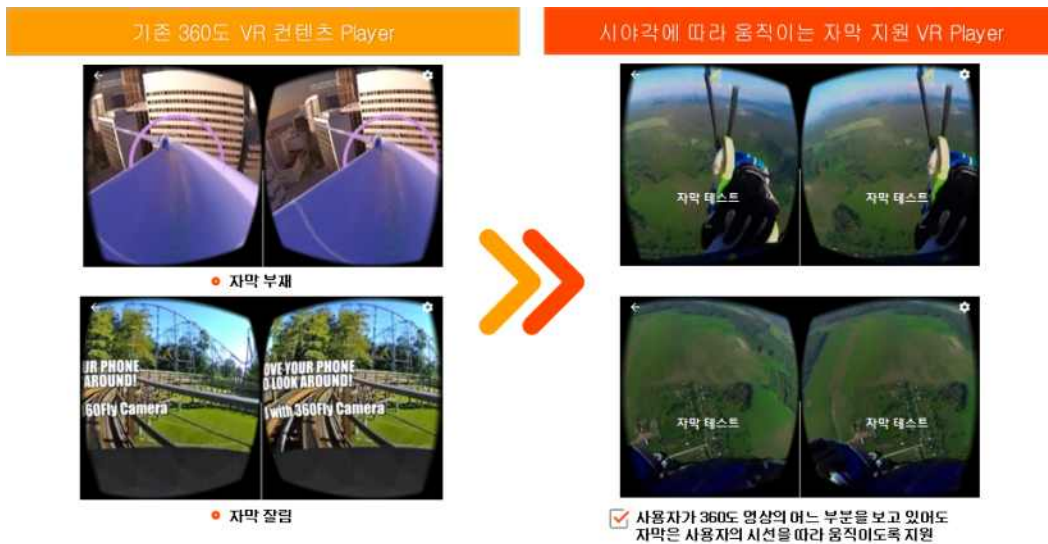 기존 360도 VR 컨텐츠 Player
시야각에 따라 움직이는 자막 지원 VR Player
자막 부재
UR PHONE
AROUND!
60Fly Camera
OVE YOUR PHONE
O LOOK AROUND!
l with 360Fly Camera
자막 잘림
자막 테스트
자막 테스트
자막 테스트
자막 테스트
사용자가 360도 영상의 어느 부분을 보고 있어도
자막은 사용자의 시선을 따라 움직이도록 지원